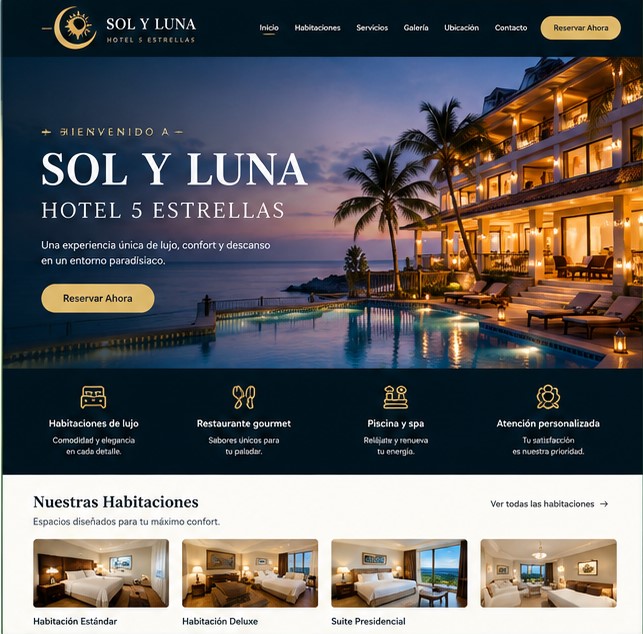 SOL Y LUNA
HOTEL 5 ESTRELLAS
Inicio
Habitaciones
Servicios
Galería
Ubicación
Contacto
Reservar Ahora
BIENVENIDO A
SOL Y LUNA
HOTEL 5 ESTRELLAS
Una experiencia única de lujo, confort y descanso
en un entorno paradisíaco.
Reservar Ahora
Habitaciones de lujo
Comodidad y elegancia
en cada detalle.
Restaurante gourmet
Sabores únicos para
tu paladar.
Piscina y spa
Relájate y renueva
tu energía.
Atención personalizada
Tu satisfacción
es nuestra prioridad.
Nuestras Habitaciones
Espacios diseñados para tu máximo confort.
Ver todas las habitaciones →
Habitación Estándar
Habitación Deluxe
Suite Presidencial